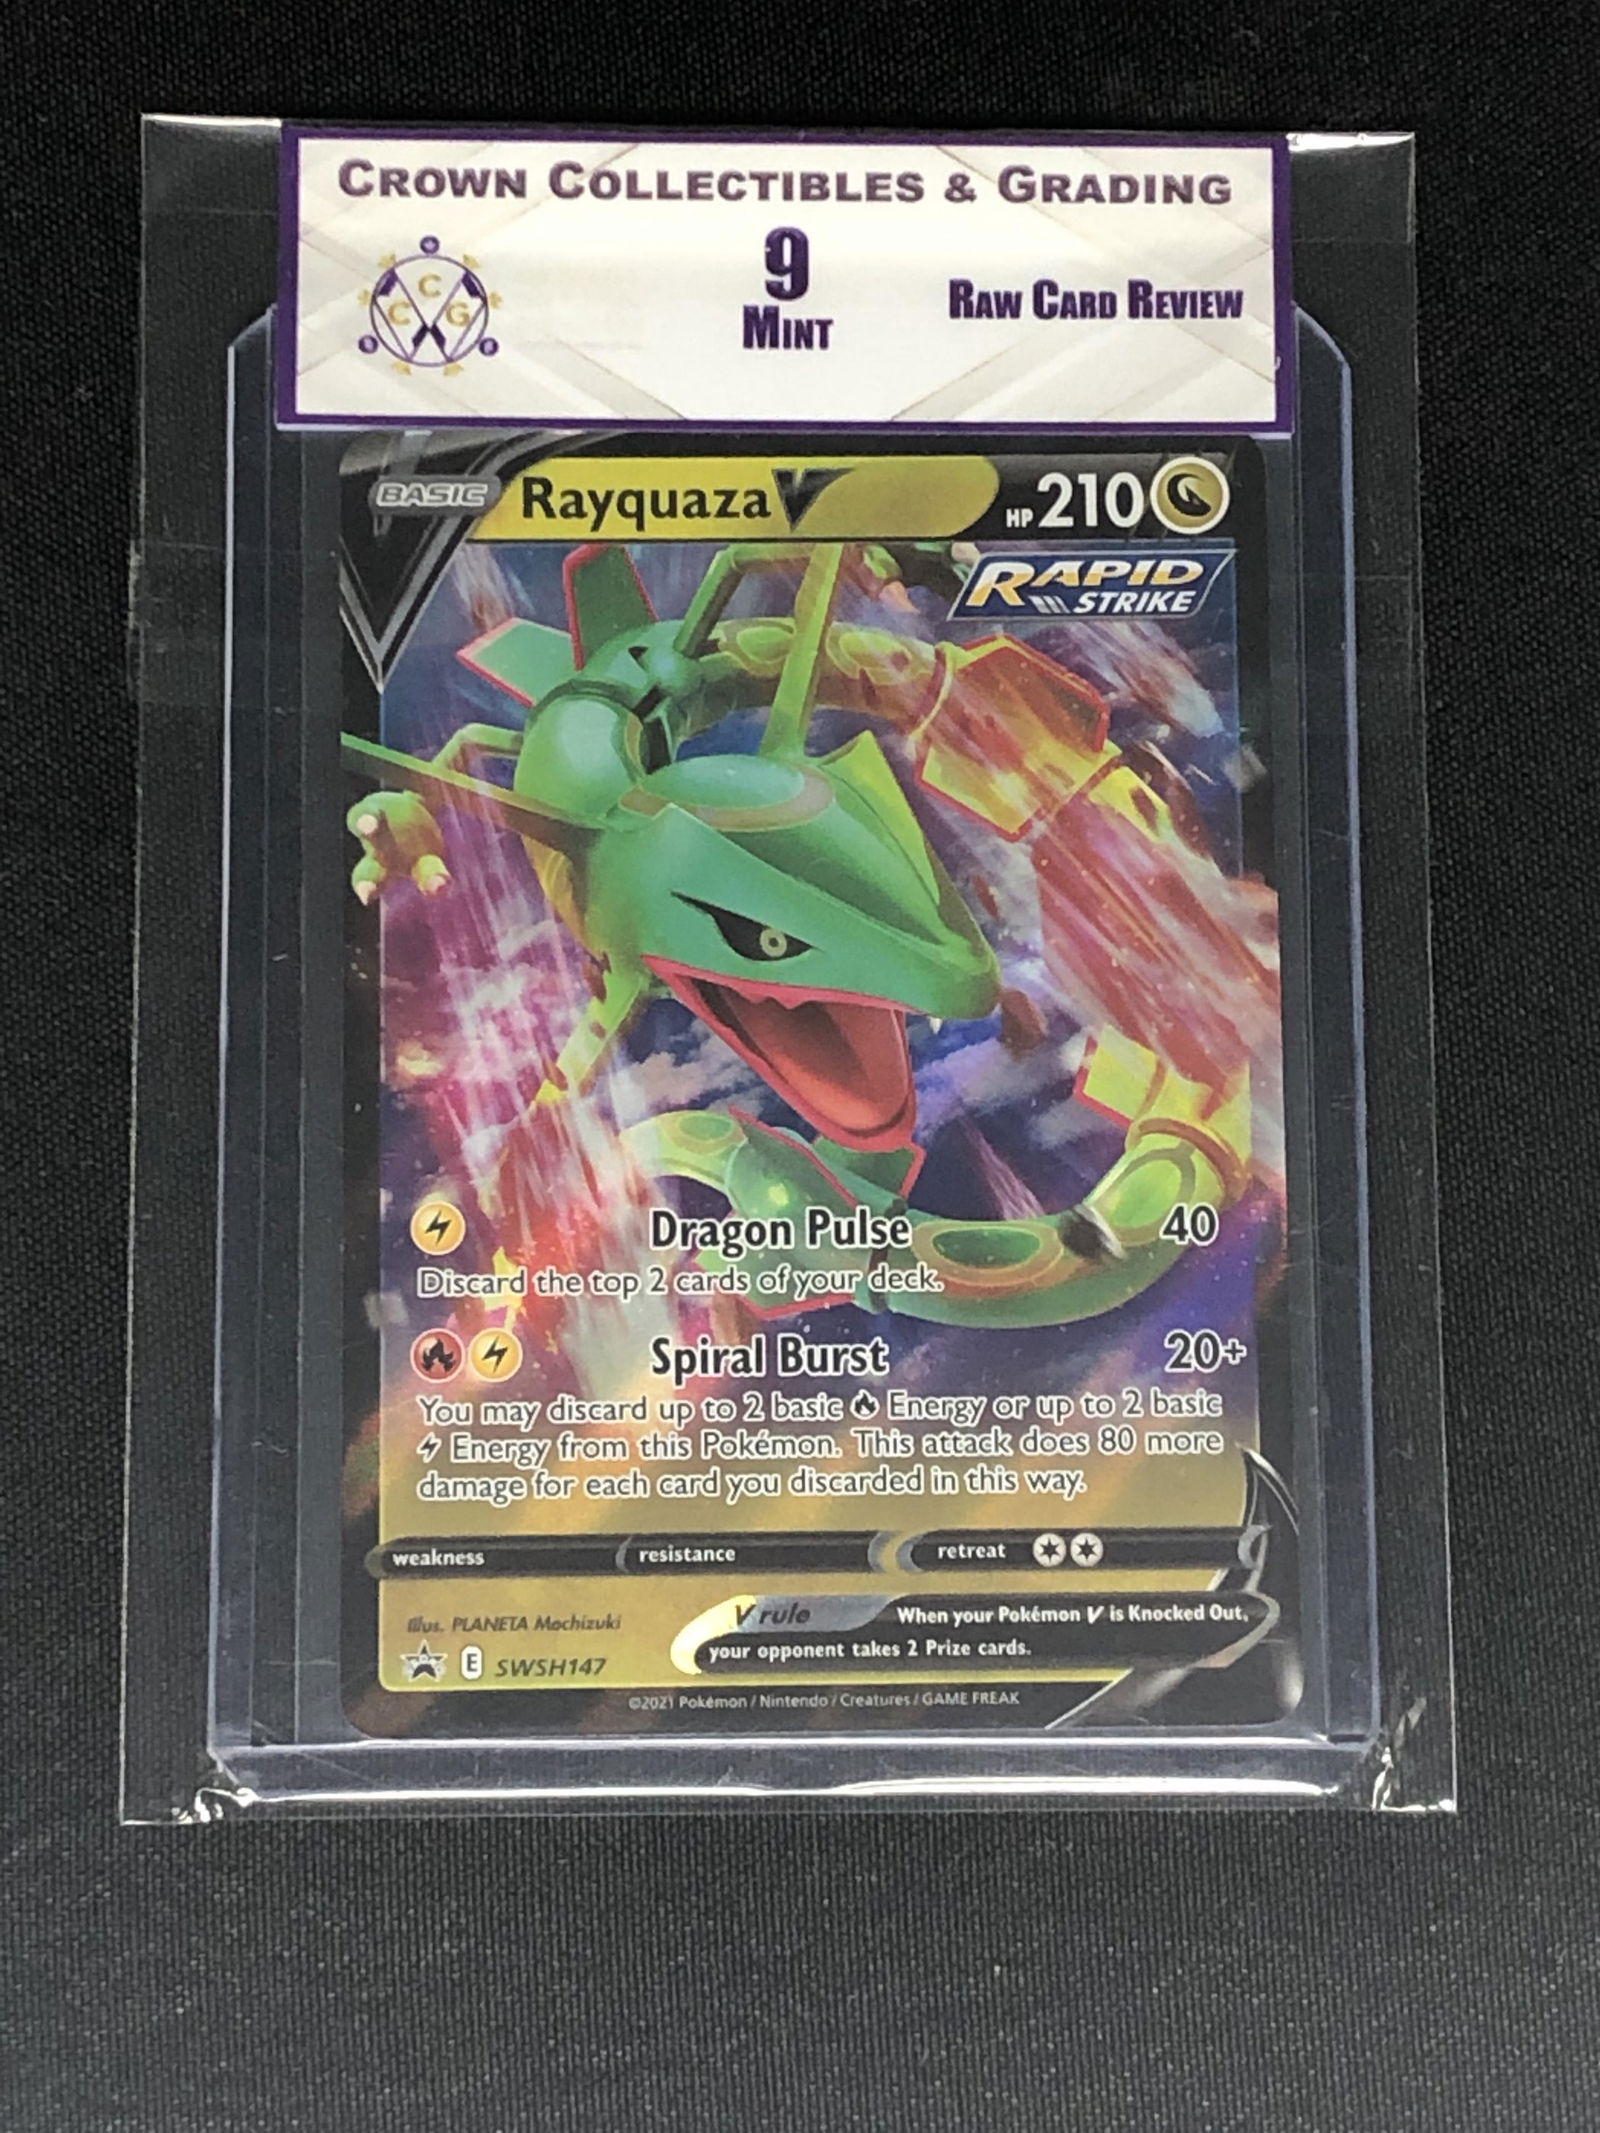 CROWN COLLECTIBLES & GRADING
C
C G
9
MINT
RAW CARD REVIEW
BASIC Rayquaza V HP 210
RAPID
STRIKE
Dragon Pulse 40
Discard the top 2 cards of your deck.
Spiral Burst 20+
You may discard up to 2 basic Energy or up to 2 basic
Energy from this Pokémon. This attack does 80 more
damage for each card you discarded in this way.
weakness resistance retreat
Illus. PLANETA Mochizuki
V rule When your Pokémon V is Knocked Out,
your opponent takes 2 Prize cards.
E SWSH147
©2021 Pokémon / Nintendo / Creatures / GAME FREAK